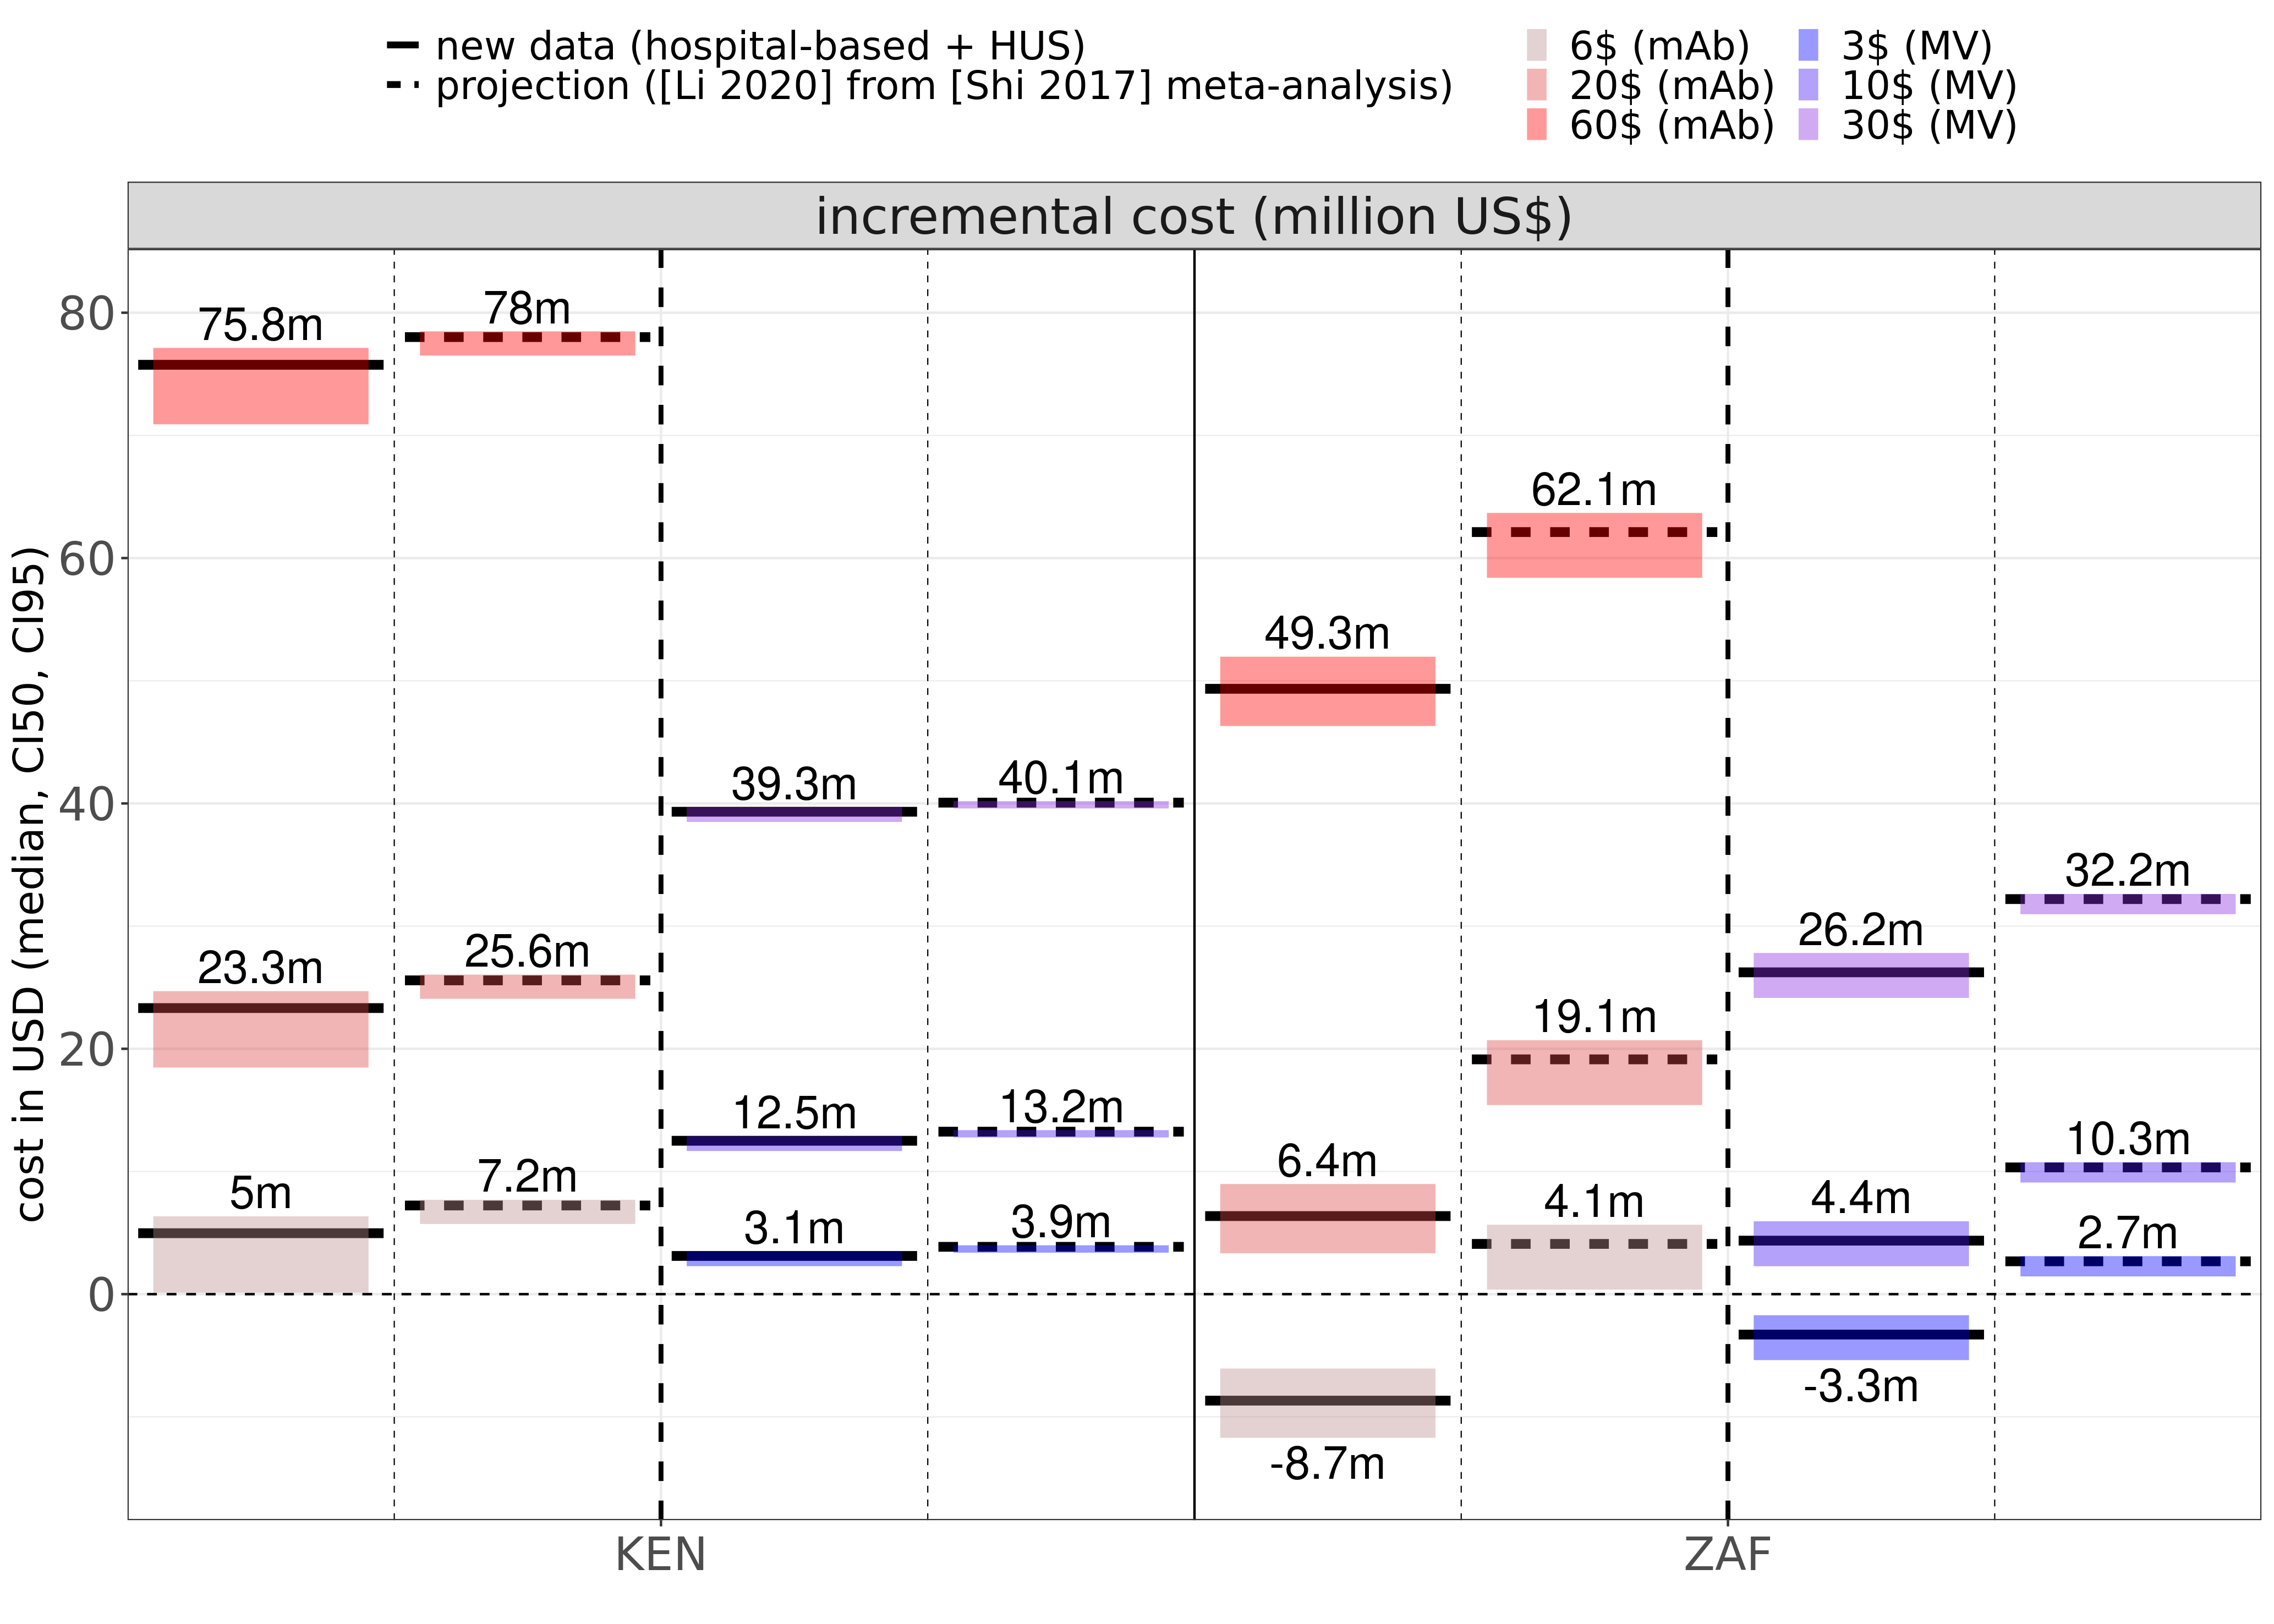 new data (hospital-based + HUS)
projection ([Li 2020] from [Shi 2017] meta-analysis)
6$ (mAb)
20$ (mAb)
60$ (mAb)
3$ (MV)
10$ (MV)
30$ (MV)
incremental cost (million US$)
cost in USD (median, CI50, CI95)
80
60
40
20
0
75.8m
78m
23.3m
25.6m
5m
7.2m
39.3m
40.1m
12.5m
13.2m
3.1m
3.9m
49.3m
62.1m
6.4m
19.1m
-8.7m
4.1m
26.2m
32.2m
4.4m
10.3m
-3.3m
2.7m
KEN
ZAF